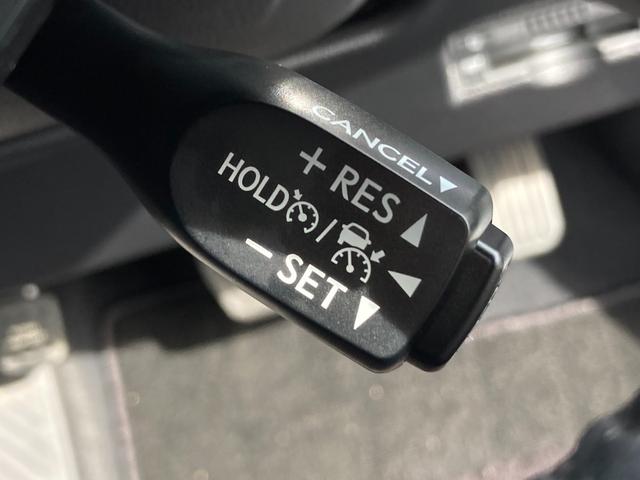 CANCEL▼
+ RES ▲
HOLD /
− SET ▼